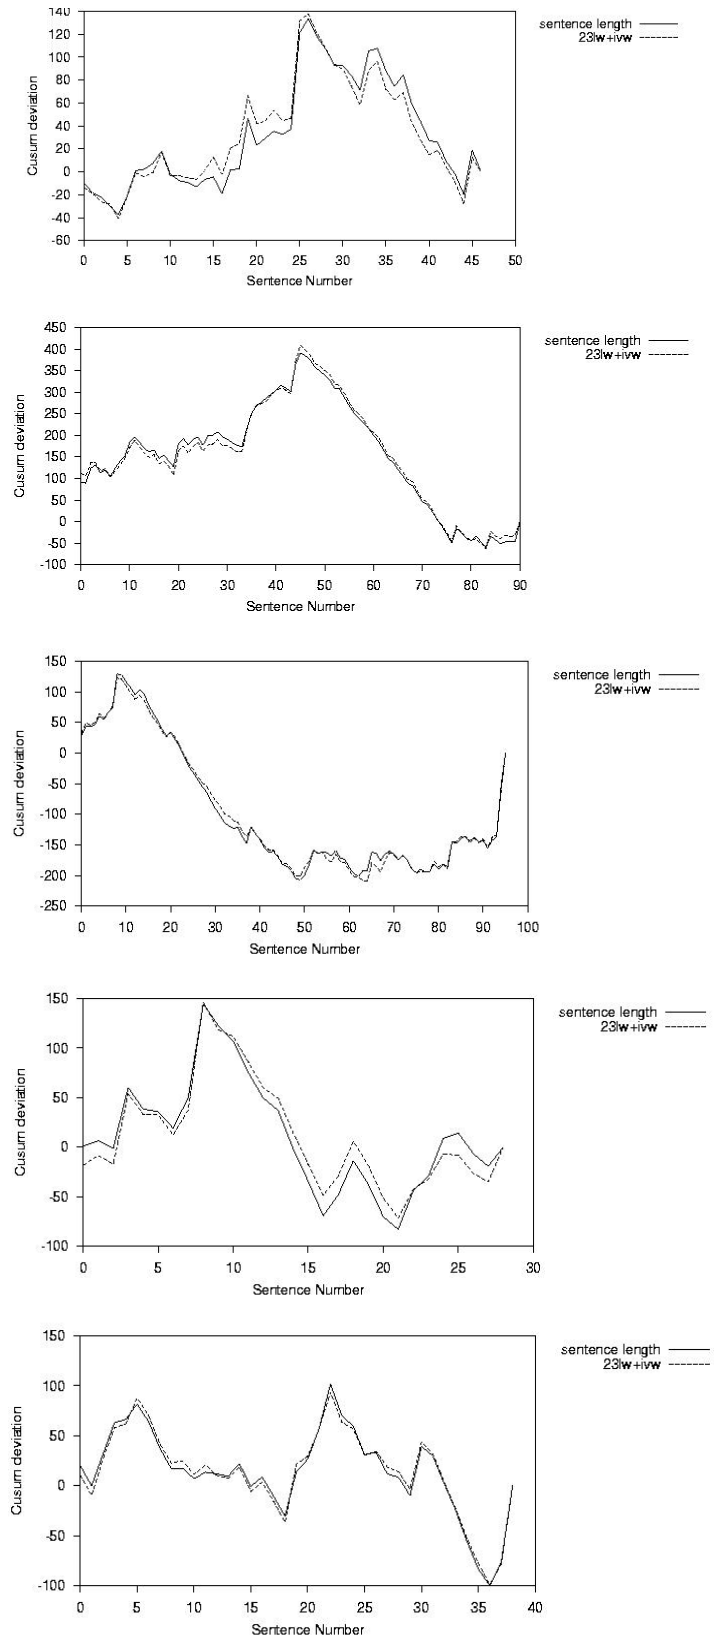 140
120
100
80
60
40
20
0
-20
-40
-60
Cusum deviation
0 5 10 15 20 25 30 35 40 45 50
Sentence Number
sentence length
23lw+ivw
450
400
350
300
250
200
150
100
50
0
-50
-100
Cusum deviation
0 10 20 30 40 50 60 70 80 90
Sentence Number
sentence length
23lw+ivw
150
100
50
0
-50
-100
-150
-200
-250
Cusum deviation
0 10 20 30 40 50 60 70 80 90 100
Sentence Number
sentence length
23lw+ivw
150
100
50
0
-50
-100
Cusum deviation
0 5 10 15 20 25 30
Sentence Number
sentence length
23lw+ivw
150
100
50
0
-50
-100
Cusum deviation
0 5 10 15 20 25 30 35 40
Sentence Number
sentence length
23lw+ivw